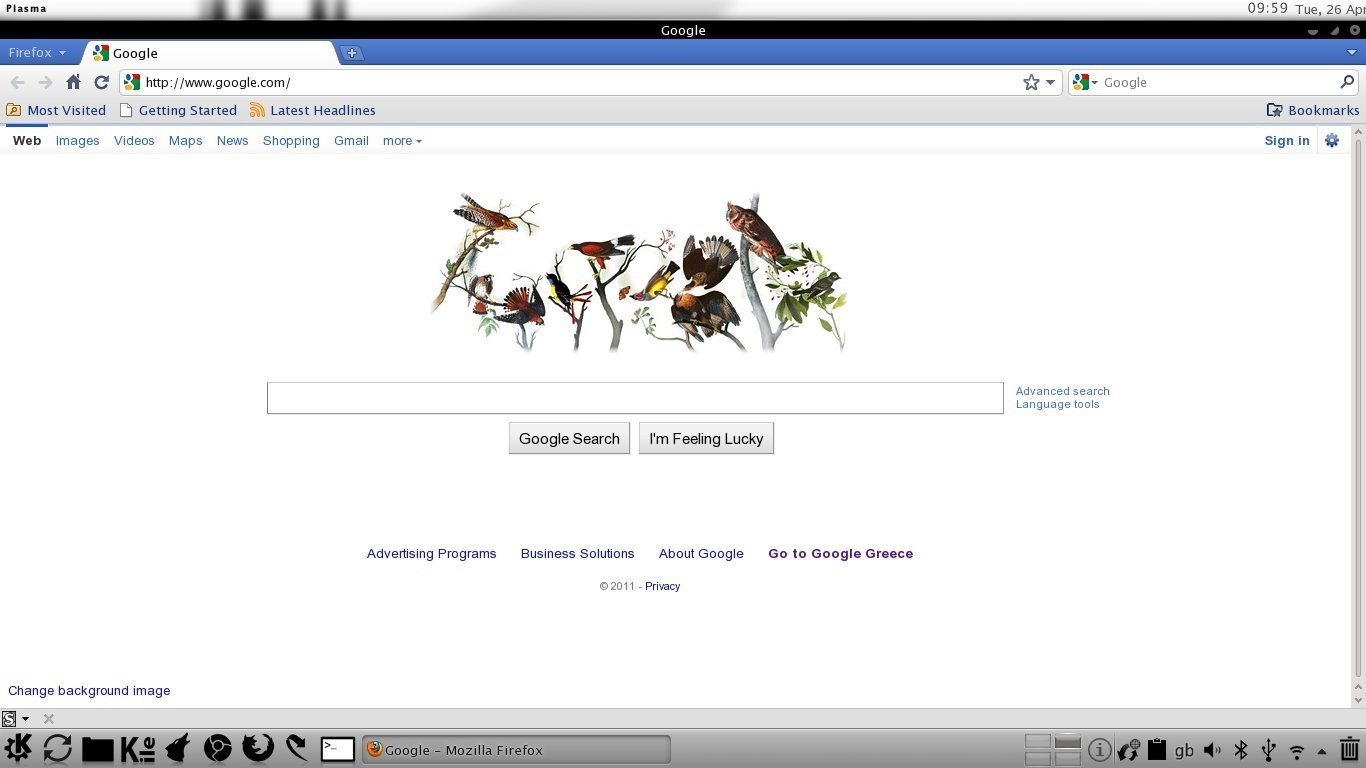 Plasma 09:59 Tue, 26 Apr
Google
Firefox Google
http://www.google.com/ Google
Most Visited Getting Started Latest Headlines Bookmarks
Web Images Videos Maps News Shopping Gmail more Sign in
Advanced search
Language tools
Google Search I'm Feeling Lucky
Advertising Programs Business Solutions About Google Go to Google Greece
© 2011 - Privacy
Change background image
S
>_ Google – Mozilla Firefox gb